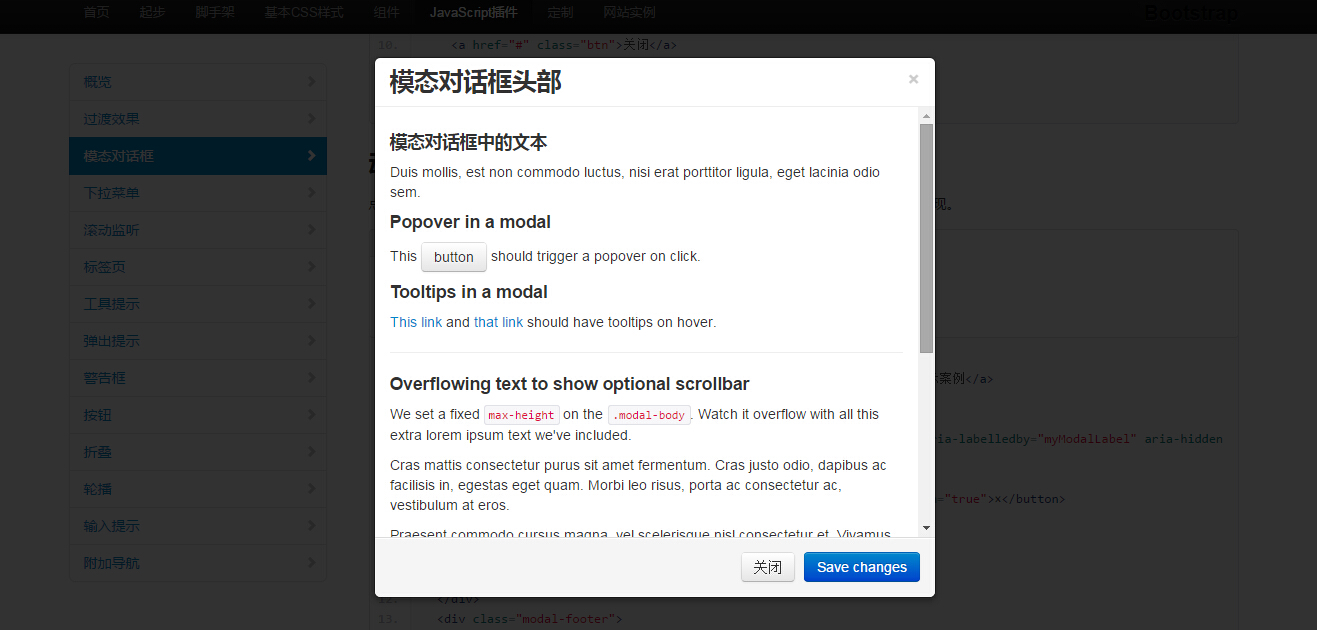 首页 起步 脚手架 基本CSS样式 组件 JavaScript插件 定制 网站实例 Bootstrap
10. <a href="#" class="btn">关闭</a>
概览
过渡效果
模态对话框
下拉菜单
滚动监听
标签页
工具提示
弹出提示
警告框
按钮
折叠
轮播
输入提示
附加导航
模态对话框头部 ×
模态对话框中的文本
Duis mollis, est non commodo luctus, nisi erat porttitor ligula, eget lacinia odio
sem.
Popover in a modal
This button should trigger a popover on click.
Tooltips in a modal
This link and that link should have tooltips on hover.
Overflowing text to show optional scrollbar
We set a fixed max-height on the .modal-body. Watch it overflow with all this
extra lorem ipsum text we've included.
Cras mattis consectetur purus sit amet fermentum. Cras justo odio, dapibus ac
facilisis in, egestas eget quam. Morbi leo risus, porta ac consectetur ac,
vestibulum at eros.
Praesent commodo cursus magna, vel scelerisque nisl consectetur et. Vivamus
关闭 Save changes
现。
案例</a>
ia-labelledby="myModalLabel" aria-hidden
="true">×</button>
12. </div>
13. <div class="modal-footer">